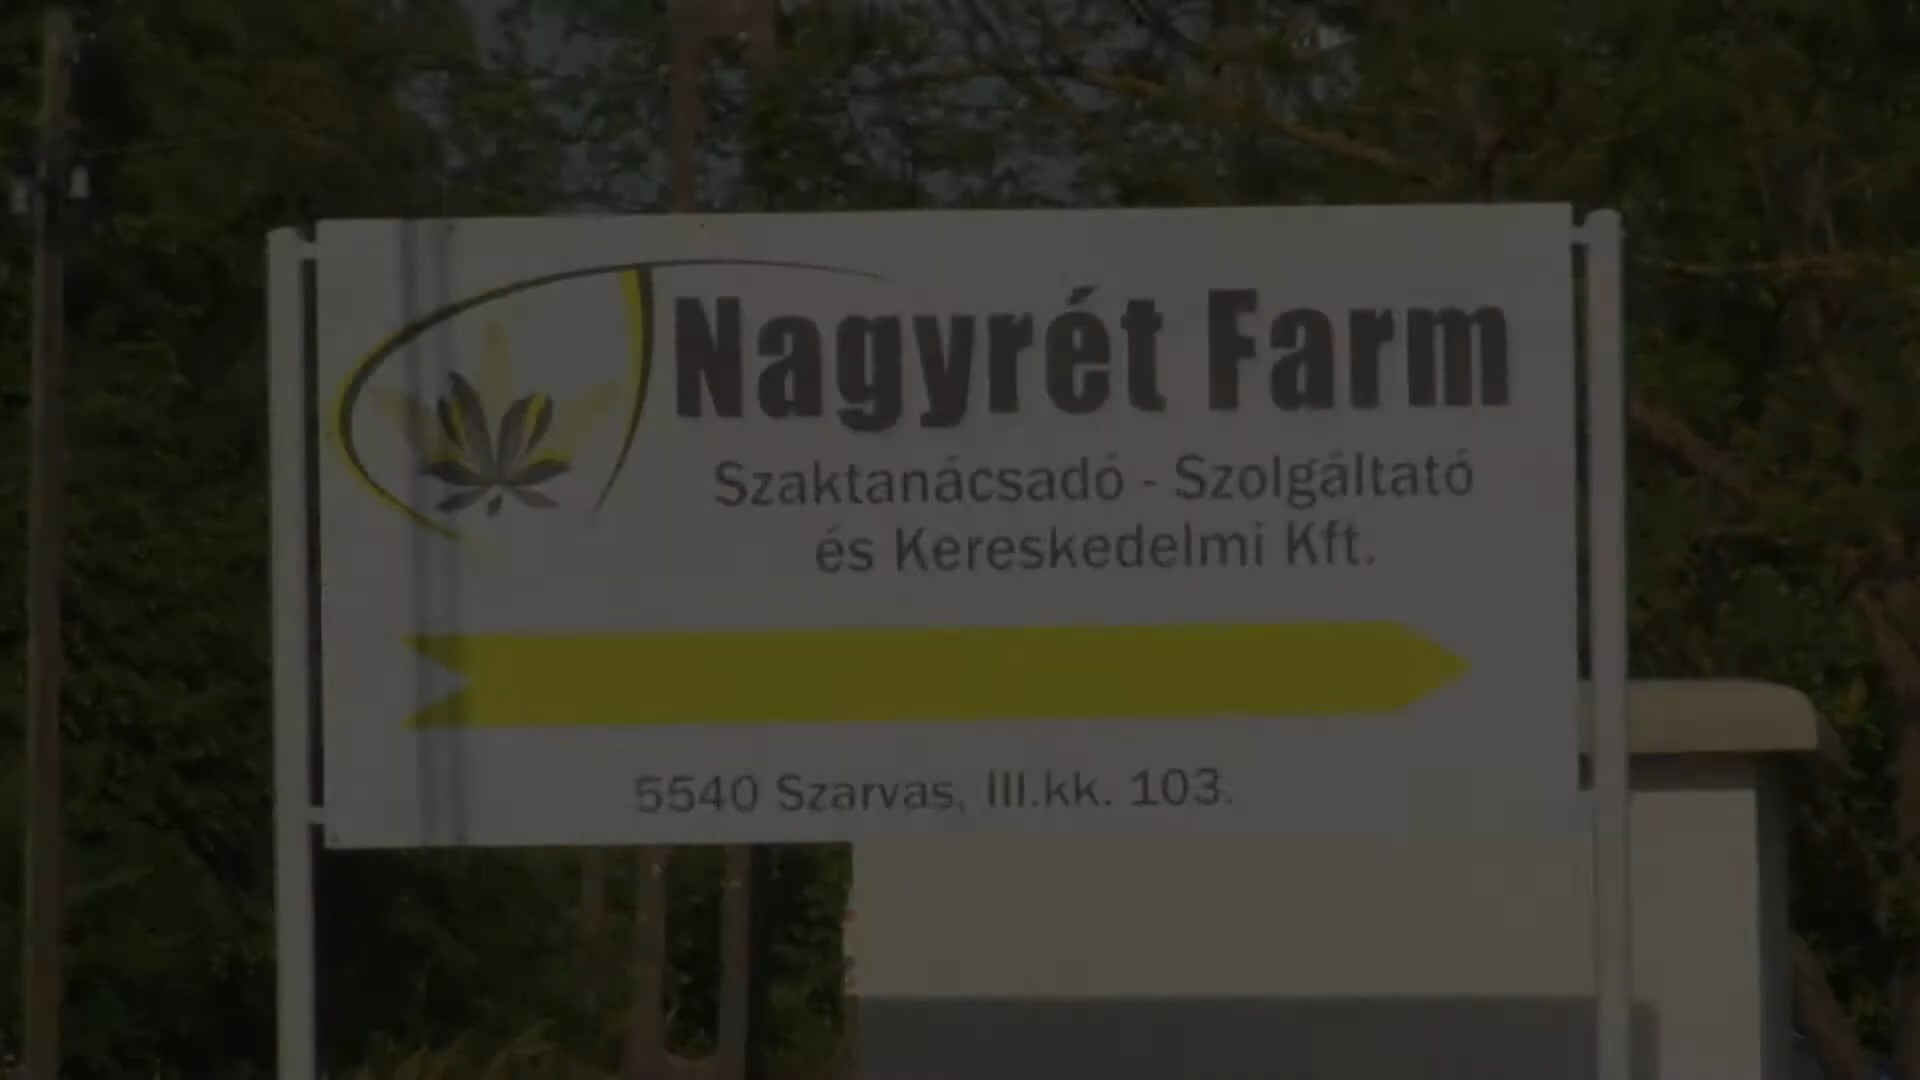 Nagyrét Farm
Szaktanácsadó - Szolgáltató
és Kereskedelmi Kft.
5540 Szarvas, III.kk. 103.